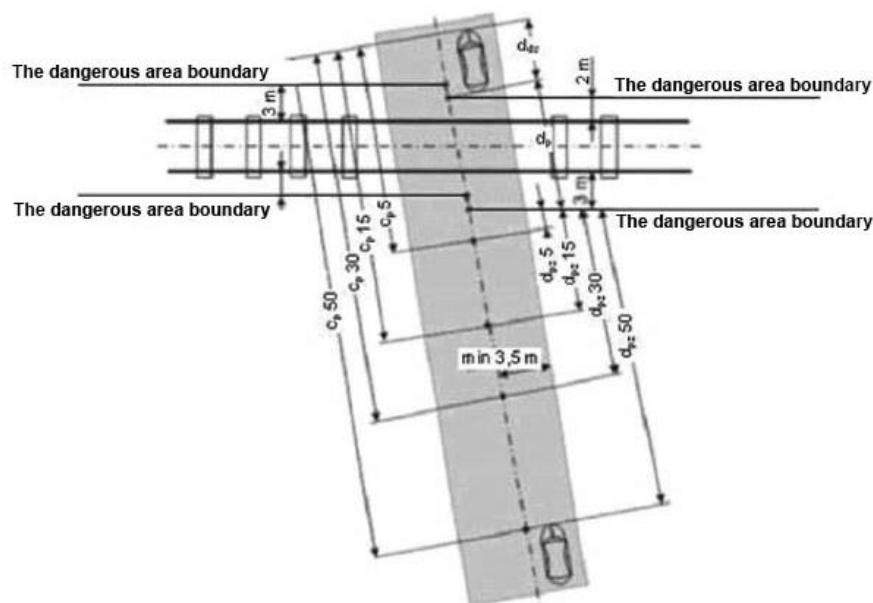 d_dz
The dangerous area boundary
2 m
The dangerous area boundary
3 m
d_p
3 m
The dangerous area boundary
The dangerous area boundary
c_p 5
c_p 15
c_p 30
c_p 50
d_pz 5
d_pz 15
d_pz 30
d_pz 50
min 3,5 m